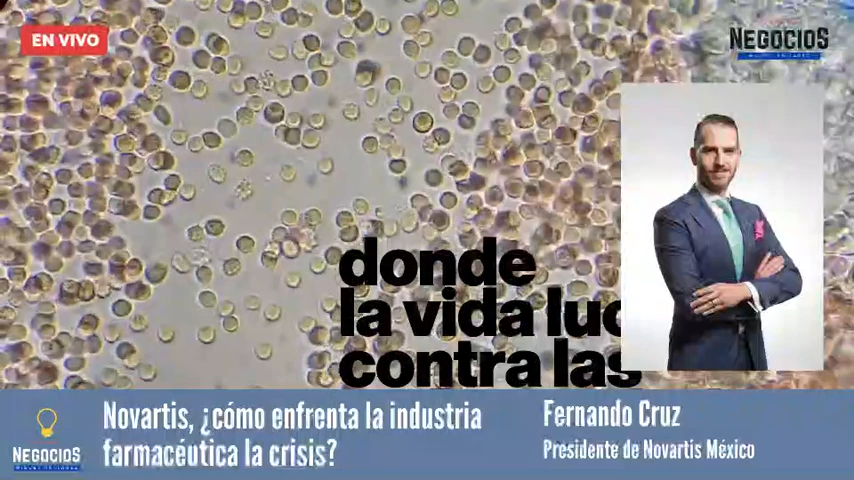 EN VIVO
NEGOCIOS
donde
la vida luc
contra las
Novartis, ¿cómo enfrenta la industria
farmacéutica la crisis?
Fernando Cruz
Presidente de Novartis México
NEGOCIOS